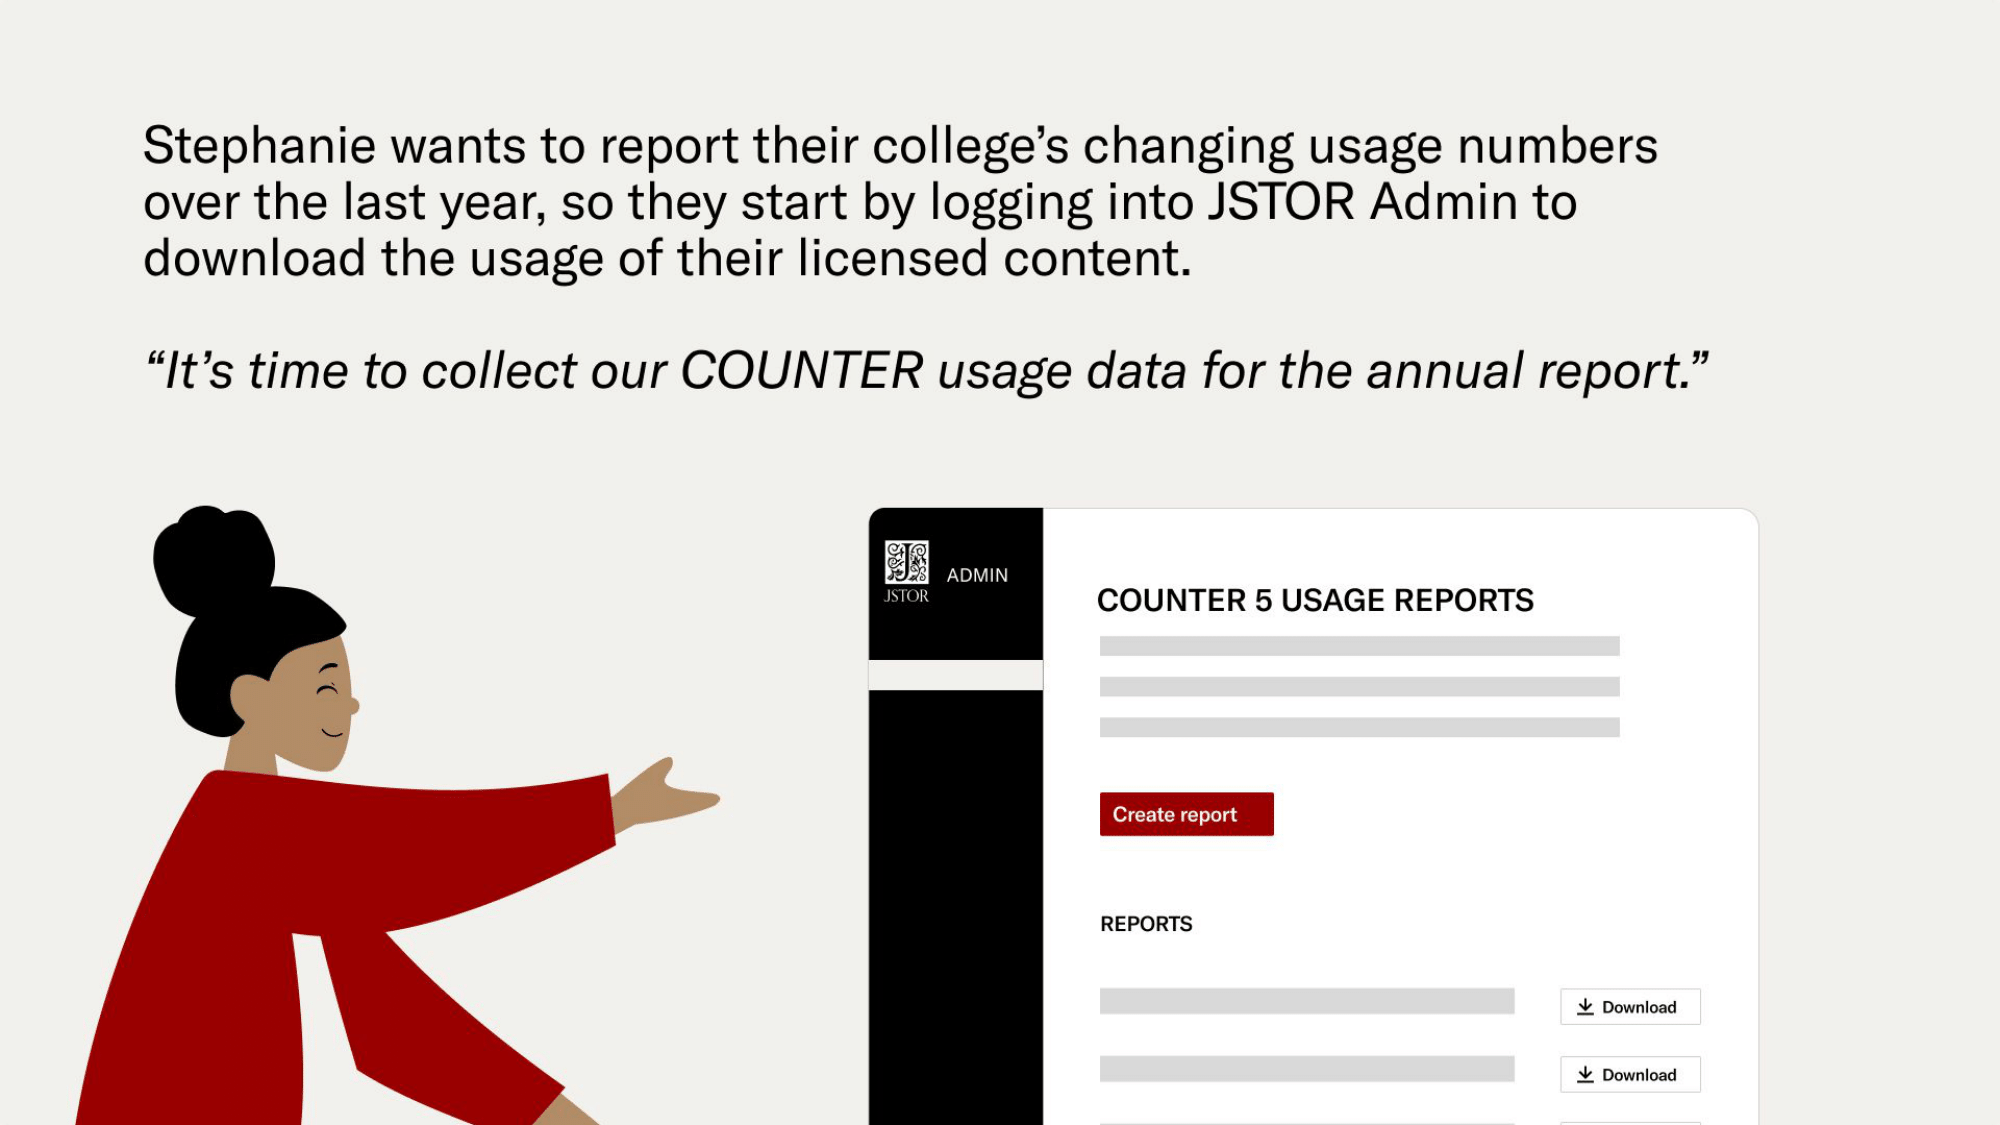 Stephanie wants to report their college’s changing usage numbers
over the last year, so they start by logging into JSTOR Admin to
download the usage of their licensed content.
“It’s time to collect our COUNTER usage data for the annual report.”
JSTOR
ADMIN
COUNTER 5 USAGE REPORTS
Create report
REPORTS
Download
Download